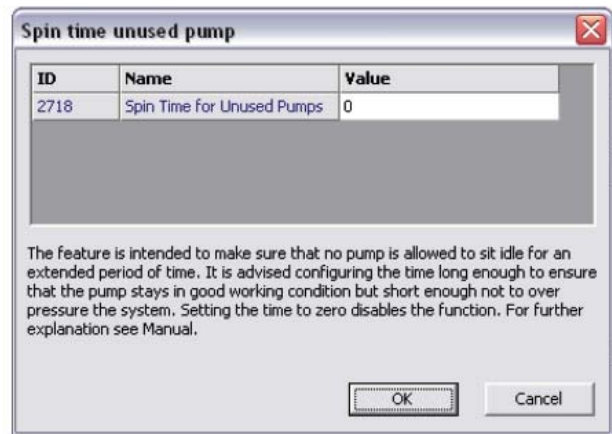 Spin time unused pump
ID Name Value
2718 Spin Time for Unused Pumps 0
The feature is intended to make sure that no pump is allowed to sit idle for an
extended period of time. It is advised configuring the time long enough to ensure
that the pump stays in good working condition but short enough not to over
pressure the system. Setting the time to zero disables the function. For further
explanation see Manual.
OK Cancel